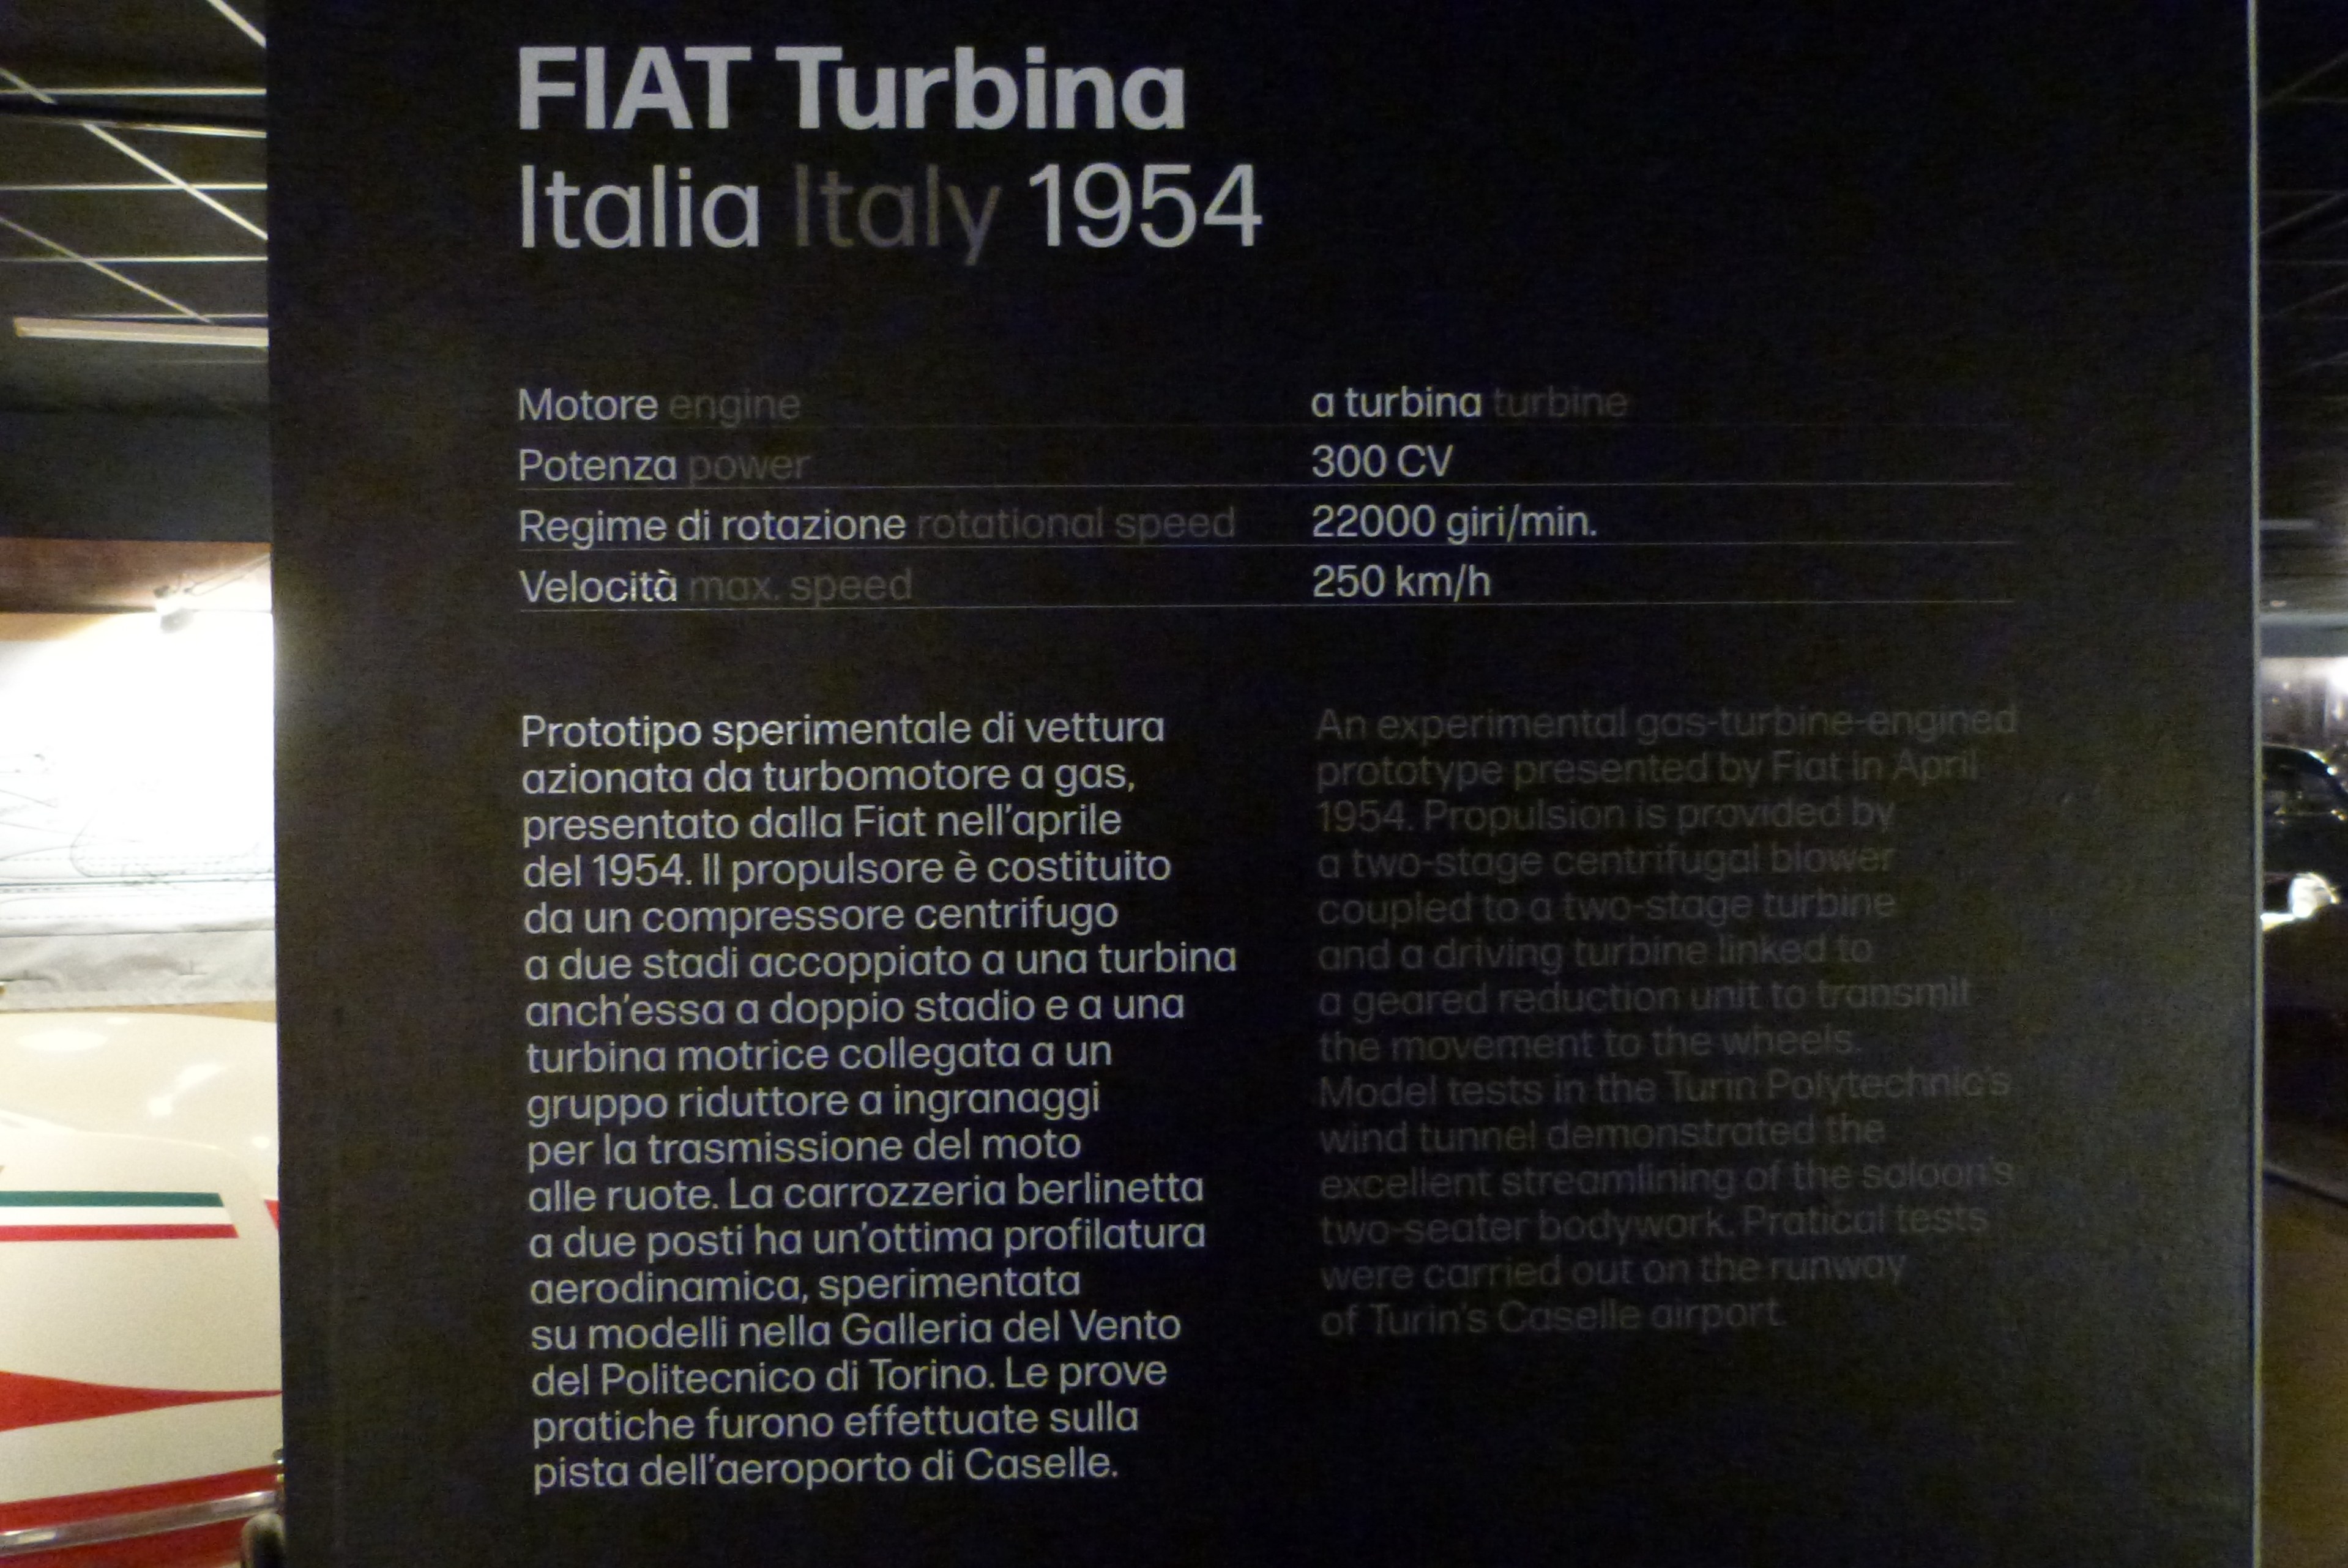 FIAT Turbina
Italia Italy 1954
Motore engine a turbina turbine
Potenza power 300 CV
Regime di rotazione rotational speed 22000 giri/min.
Velocità max. speed 250 km/h
Prototipo sperimentale di vettura
azionata da turbomotore a gas,
presentato dalla Fiat nell'aprile
del 1954. Il propulsore è costituito
da un compressore centrifugo
a due stadi accoppiato a una turbina
anch'essa a doppio stadio e a una
turbina motrice collegata a un
gruppo riduttore a ingranaggi
per la trasmissione del moto
alle ruote. La carrozzeria berlinetta
a due posti ha un'ottima profilatura
aerodinamica, sperimentata
su modelli nella Galleria del Vento
del Politecnico di Torino. Le prove
pratiche furono effettuate sulla
pista dell'aeroporto di Caselle.
An experimental gas-turbine-engined
prototype presented by Fiat in April
1954. Propulsion is provided by
a two-stage centrifugal blower
coupled to a two-stage turbine
and a driving turbine linked to
a geared reduction unit to transmit
the movement to the wheels.
Model tests in the Turin Polytechnic's
wind tunnel demonstrated the
excellent streamlining of the saloon's
two-seater bodywork. Pratical tests
were carried out on the runway
of Turin's Caselle airport.